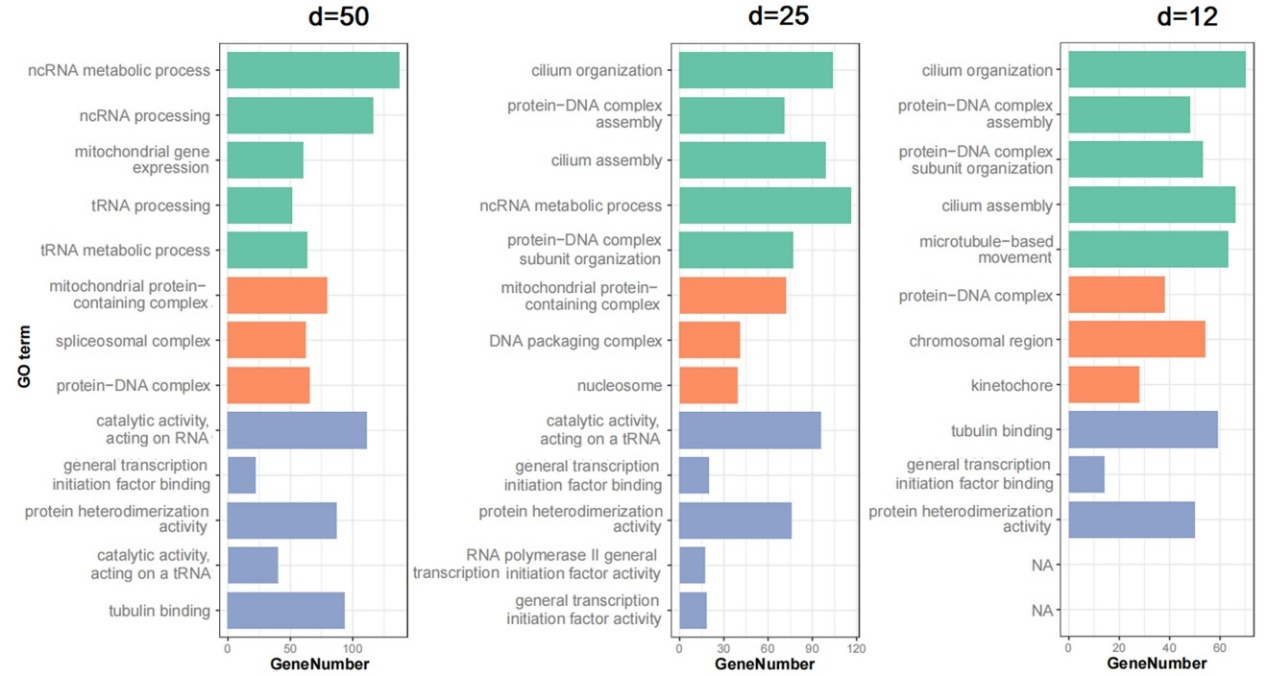 d=50
d=25
d=12
GO term
ncRNA metabolic process
ncRNA processing
mitochondrial gene
expression
tRNA processing
tRNA metabolic process
mitochondrial protein−
containing complex
spliceosomal complex
protein−DNA complex
catalytic activity,
acting on RNA
general transcription
initiation factor binding
protein heterodimerization
activity
catalytic activity,
acting on a tRNA
tubulin binding
0
50
100
GeneNumber
cilium organization
protein−DNA complex
assembly
cilium assembly
ncRNA metabolic process
protein−DNA complex
subunit organization
mitochondrial protein−
containing complex
DNA packaging complex
nucleosome
catalytic activity,
acting on a tRNA
general transcription
initiation factor binding
protein heterodimerization
activity
RNA polymerase II general
transcription initiation factor activity
general transcription
initiation factor activity
0
30
60
90
120
GeneNumber
cilium organization
protein−DNA complex
assembly
protein−DNA complex
subunit organization
cilium assembly
microtubule−based
movement
protein−DNA complex
chromosomal region
kinetochore
tubulin binding
general transcription
initiation factor binding
protein heterodimerization
activity
NA
NA
0
20
40
60
GeneNumber